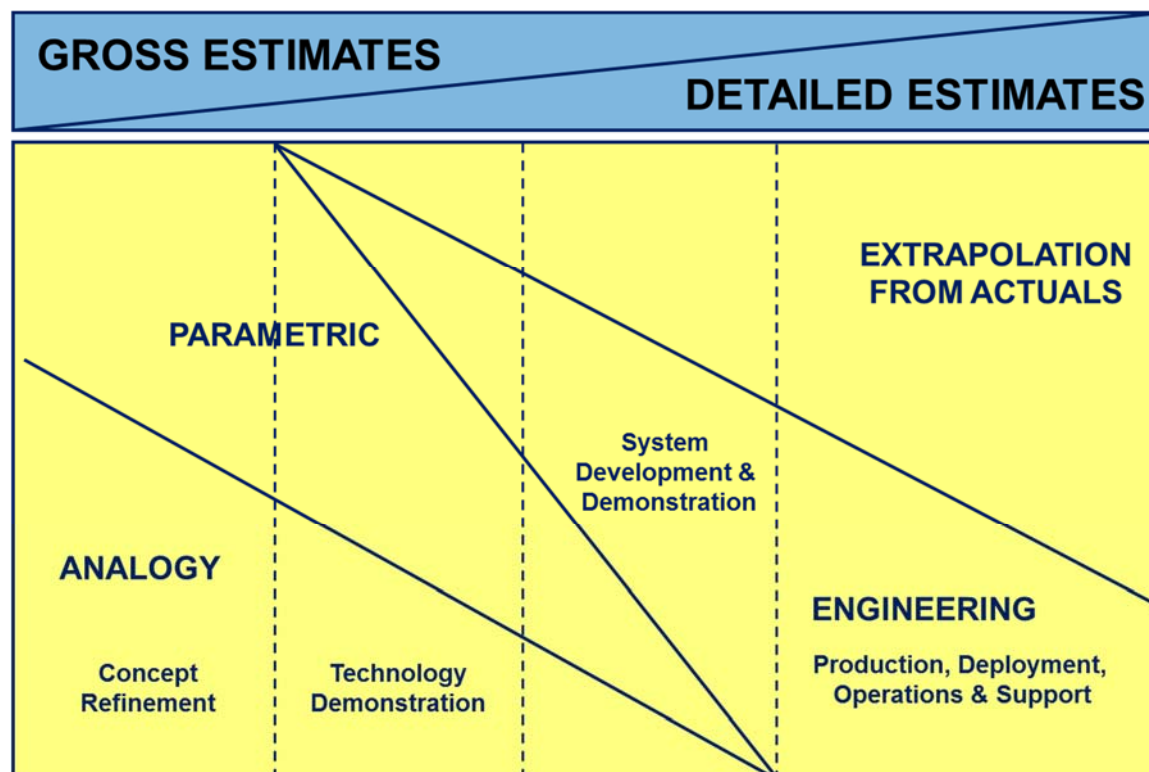 GROSS ESTIMATES
DETAILED ESTIMATES
EXTRAPOLATION
FROM ACTUALS
PARAMETRIC
System
Development &
Demonstration
ANALOGY
ENGINEERING
Concept
Refinement
Technology
Demonstration
Production, Deployment,
Operations & Support